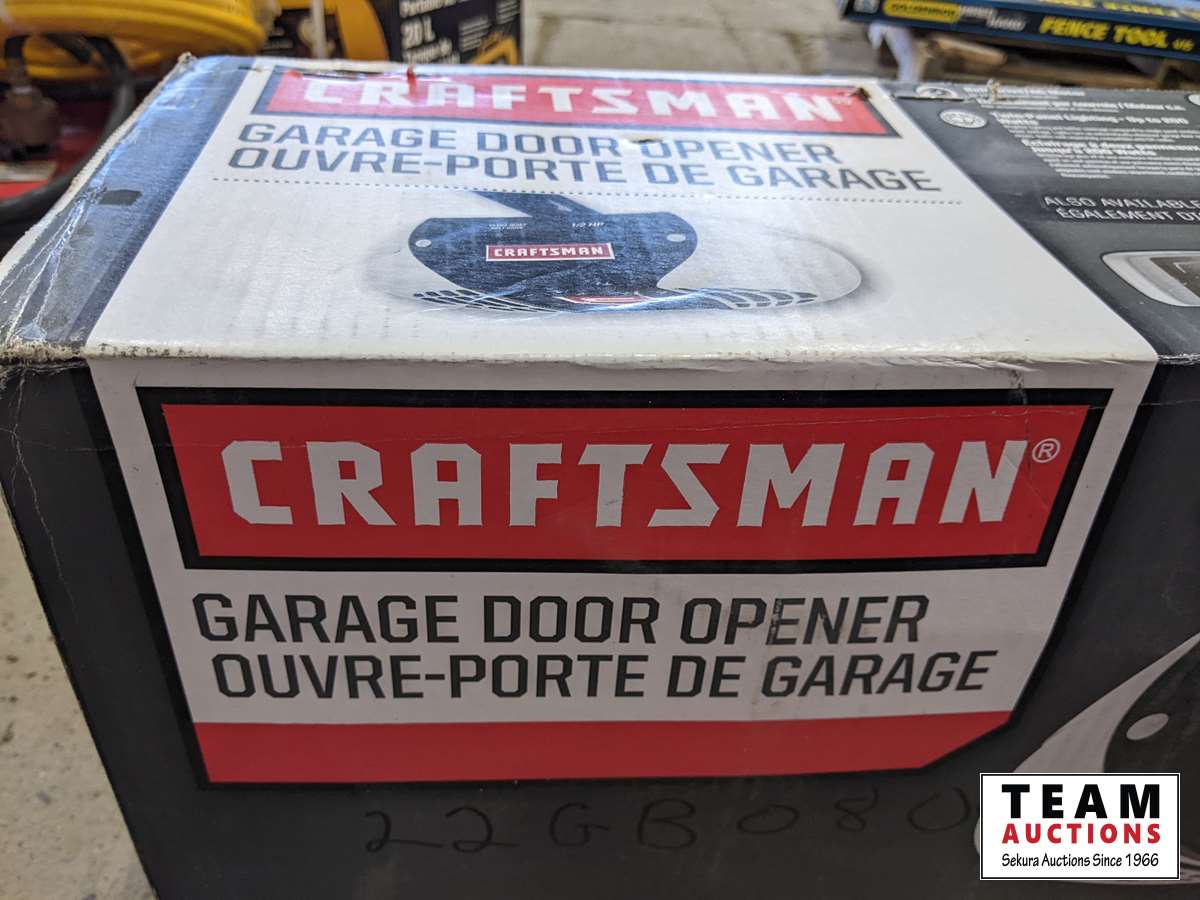 20 L
FENCE TOOL
CRAFTSMAN
GARAGE DOOR OPENER
OUVRE-PORTE DE GARAGE
1/2 HP
CRAFTSMAN
ALSO AVAILABLE
ÉGALEMENT
CRAFTSMAN®
GARAGE DOOR OPENER
OUVRE-PORTE DE GARAGE
22GB080
TEAM
AUCTIONS
Sekura Auctions Since 1966